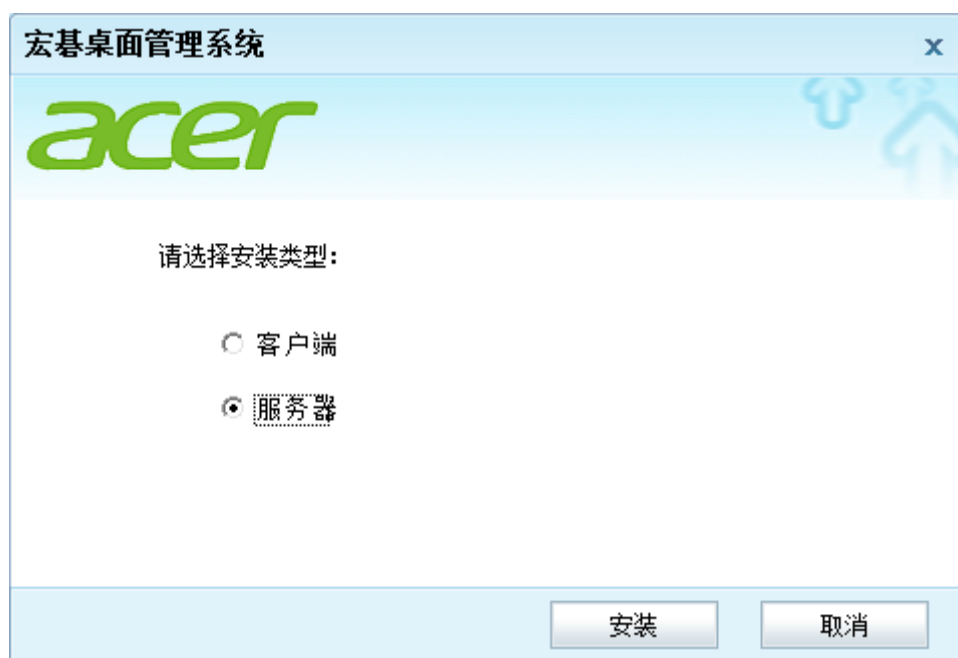 宏碁桌面管理系统
acer
请选择安装类型:
客户端
服务器
安装 取消